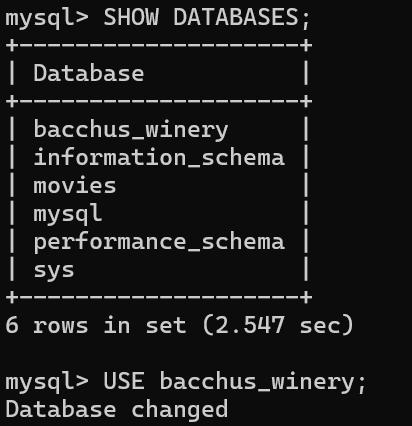 mysql> SHOW DATABASES;
+--------------------+
| Database           |
+--------------------+
| bacchus_winery     |
| information_schema |
| movies             |
| mysql              |
| performance_schema |
| sys                |
+--------------------+
6 rows in set (2.547 sec)

mysql> USE bacchus_winery;
Database changed